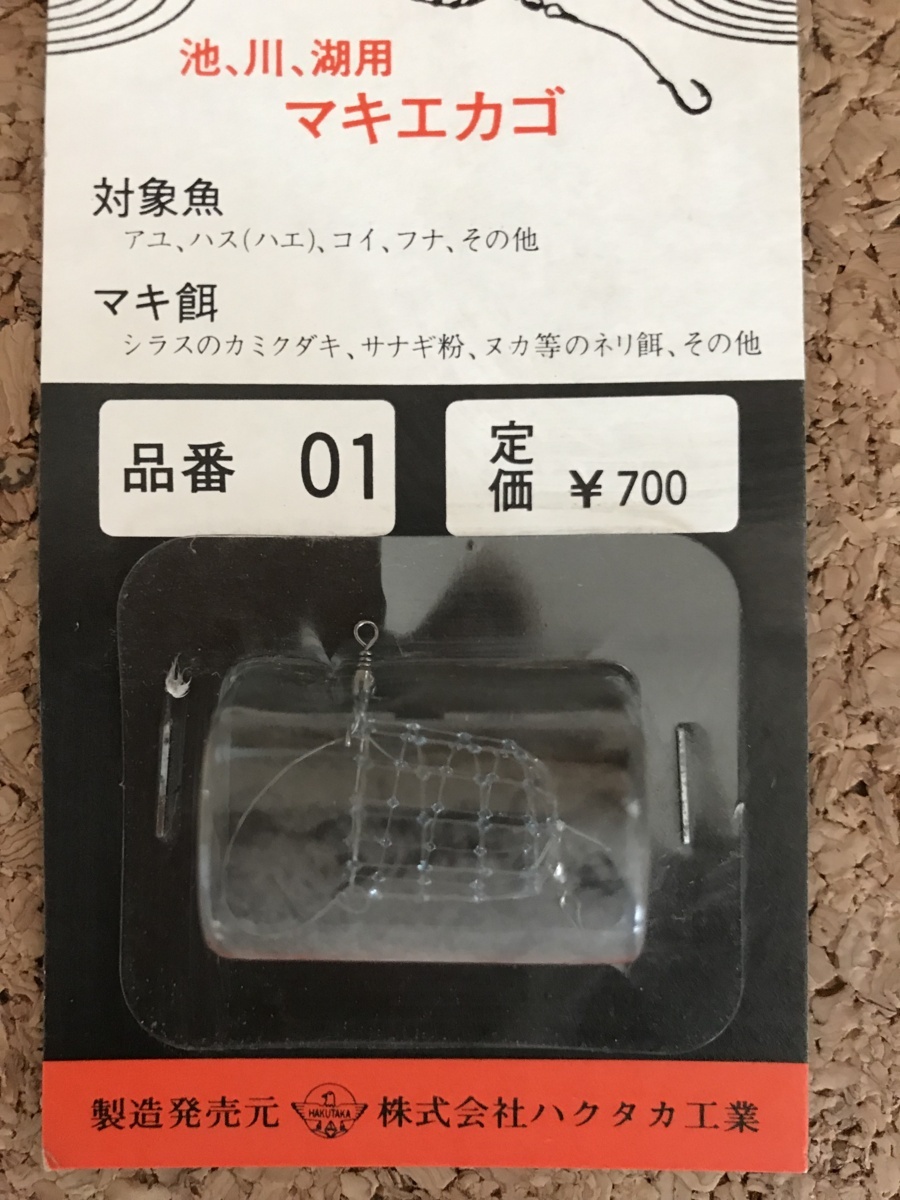 池、川、湖用
マキエカゴ
対象魚
アユ、ハス(ハエ)、コイ、フナ、その他
マキ餌
シラスのカミクダキ、サナギ粉、ヌカ等のネリ餌、その他
品番 01
定価 ¥700
製造発売元 HAKUTAKA 株式会社ハクタカ工業